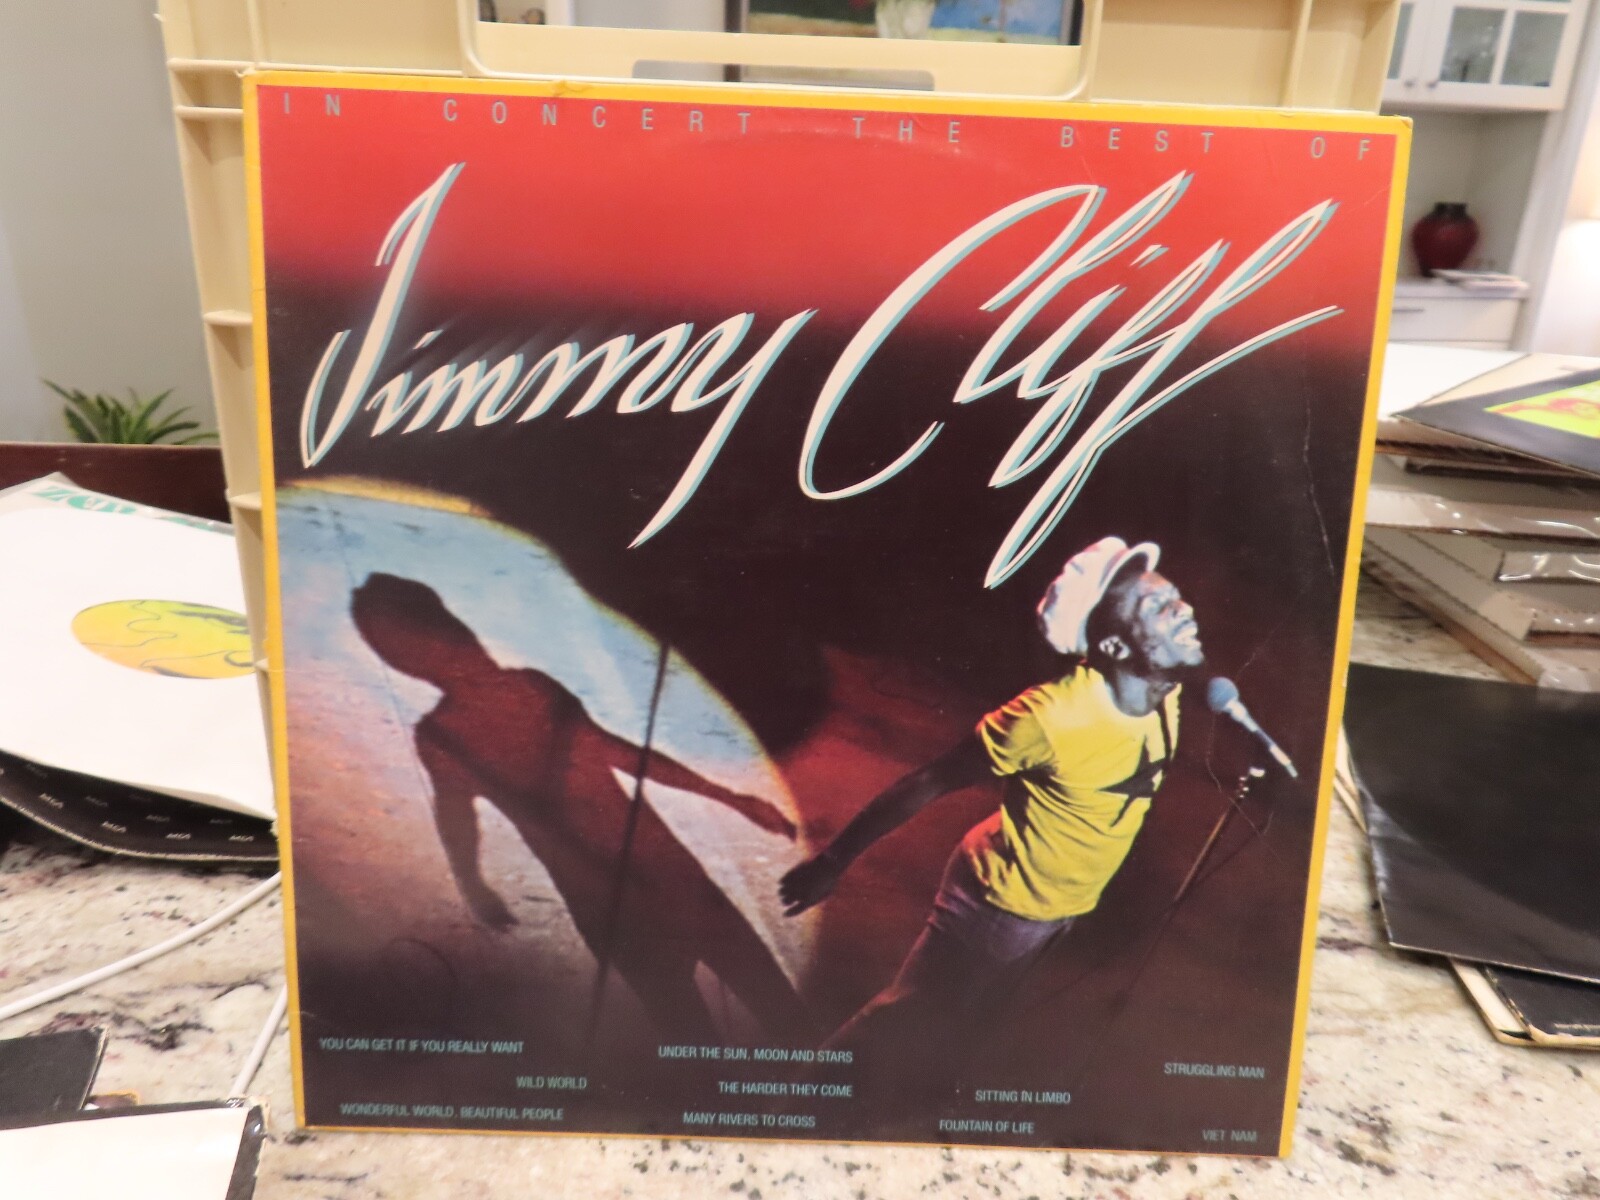 IN CONCERT THE BEST OF
Jimmy Cliff
YOU CAN GET IT IF YOU REALLY WANT
UNDER THE SUN, MOON AND STARS
STRUGGLING MAN
WILD WORLD
THE HARDER THEY COME
SITTING IN LIMBO
WONDERFUL WORLD, BEAUTIFUL PEOPLE
MANY RIVERS TO CROSS
FOUNTAIN OF LIFE
VIET NAM